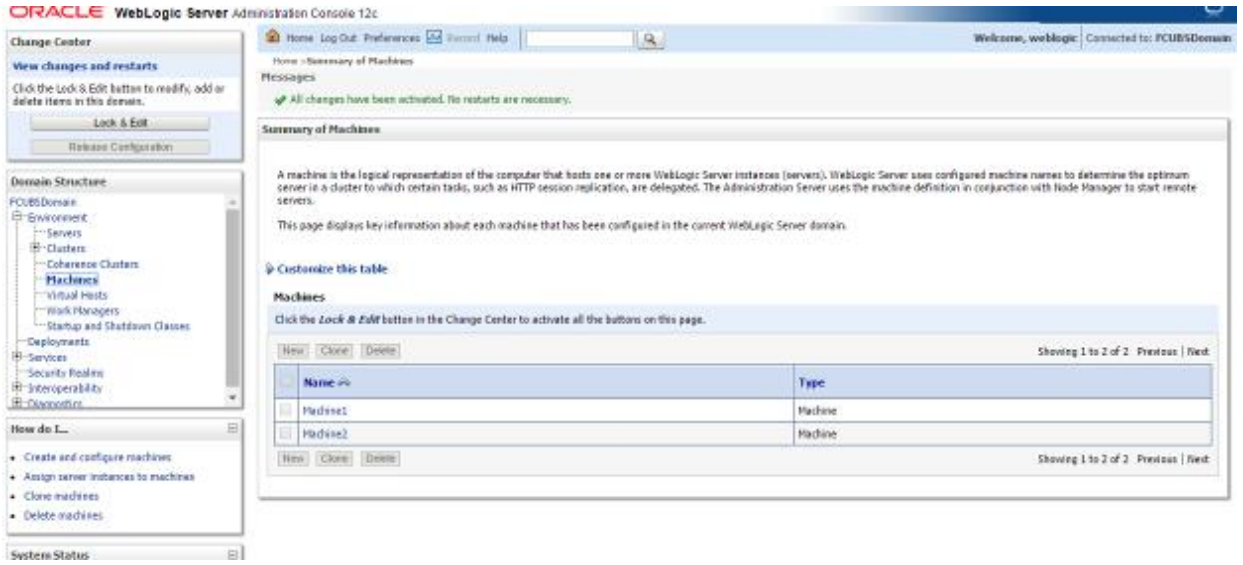 ORACLE WebLogic Server Administration Console 12c
Change Center
View changes and restarts
Click the Lock & Edit button to modify, add or
delete items in this domain.
Lock & Edit
Release Configuration
Domain Structure
FCUBSDomain
Environment
Servers
Clusters
Coherence Clusters
Machines
Virtual Hosts
Work Managers
Startup and Shutdown Classes
Deployments
Services
Security Realms
Interoperability
Diagnostics
How do I...
Create and configure machines
Assign server instances to machines
Clone machines
Delete machines
System Status
Home Log Out Preferences Record Help
Welcome, weblogic Connected to: FCUBSDomain
Home >Summary of Machines
Messages
All changes have been activated. No restarts are necessary.
Summary of Machines
A machine is the logical representation of the computer that hosts one or more WebLogic Server instances (servers). WebLogic Server uses configured machine names to determine the optimum
server in a cluster to which certain tasks, such as HTTP session replication, are delegated. The Administration Server uses the machine definition in conjunction with Node Manager to start remote
servers.
This page displays key information about each machine that has been configured in the current WebLogic Server domain.
Customize this table
Machines
Click the Lock & Edit button in the Change Center to activate all the buttons on this page.
New Clone Delete Showing 1 to 2 of 2 Previous | Next
Name Type
Machine1 Machine
Machine2 Machine
New Clone Delete Showing 1 to 2 of 2 Previous | Next